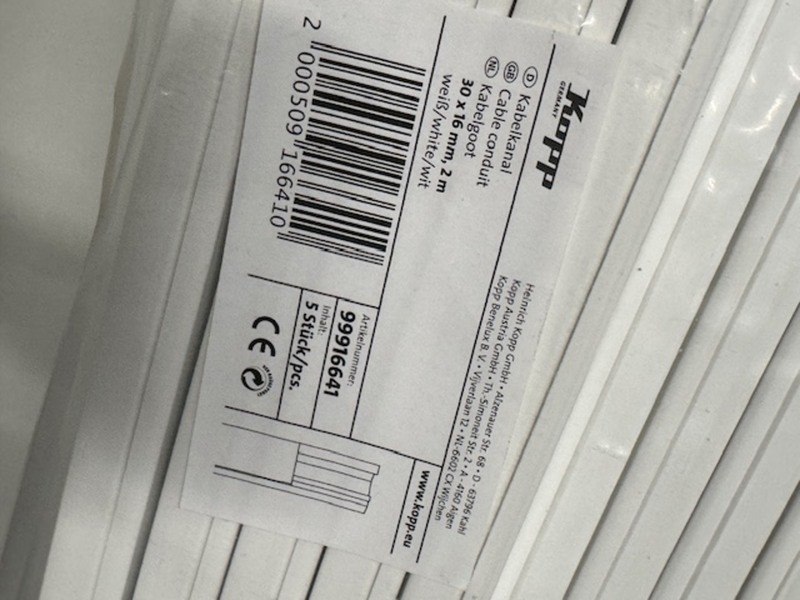 Kopp
GERMANY
D Kabelkanal
GB Cable conduit
NL Kabelgoot
30 x 16 mm, 2 m
weiß/white/wit
2 000509 166410
Heinrich Kopp GmbH • Alzenauer Str. 68 • D - 63796 Kahl
Kopp Austria GmbH • Th.-Simoneit Str. 2 • A - 4160 Aigen
Kopp Benelux B. V. • Vijverlaan 12 • NL-6602 CX Wijchen
Artikelnummer:
99916641
Inhalt:
5 Stück/pcs.
CE
www.kopp.eu